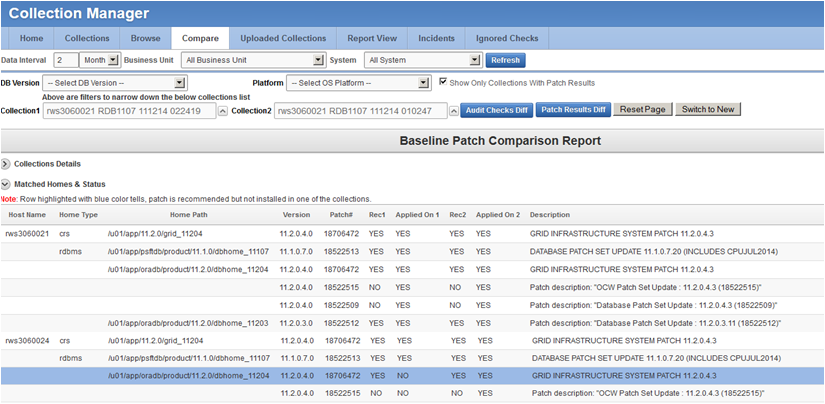 Collection Manager
Home Collections Browse Compare Uploaded Collections Report View Incidents Ignored Checks
Data Interval 2 Month Business Unit All Business Unit System All System Refresh
DB Version -- Select DB Version -- Platform -- Select OS Platform -- Show Only Collections With Patch Results
Above are filters to narrow down the below collections list
Collection1 rws3060021 RDB1107 111214 022419 Collection2 rws3060021 RDB1107 111214 010247 Audit Checks Diff Patch Results Diff Reset Page Switch to New
Baseline Patch Comparison Report
Collections Details
Matched Homes & Status
Note: Row highlighted with blue color tells, patch is recommended but not installed in one of the collections.
Host Name Home Type Home Path Version Patch# Rec1 Applied On 1 Rec2 Applied On 2 Description
rws3060021 crs /u01/app/11.2.0/grid_11204 11.2.0.4.0 18706472 YES YES YES YES GRID INFRASTRUCTURE SYSTEM PATCH 11.2.0.4.3
rdbms /u01/app/psftdb/product/11.1.0/dbhome_11107 11.1.0.7.0 18522513 YES YES YES YES DATABASE PATCH SET UPDATE 11.1.0.7.20 (INCLUDES CPUJUL2014)
/u01/app/oradb/product/11.2.0/dbhome_11204 11.2.0.4.0 18706472 YES YES YES YES GRID INFRASTRUCTURE SYSTEM PATCH 11.2.0.4.3
11.2.0.4.0 18522515 NO YES NO YES Patch description: "OCW Patch Set Update : 11.2.0.4.3 (18522515)"
11.2.0.4.0 18522509 NO YES NO YES Patch description: "Database Patch Set Update : 11.2.0.4.3 (18522509)"
/u01/app/oradb/product/11.2.0/dbhome_11203 11.2.0.3.0 18522512 YES YES YES YES Patch description: "Database Patch Set Update : 11.2.0.3.11 (18522512)"
rws3060024 crs /u01/app/11.2.0/grid_11204 11.2.0.4.0 18706472 YES YES YES YES GRID INFRASTRUCTURE SYSTEM PATCH 11.2.0.4.3
rdbms /u01/app/psftdb/product/11.1.0/dbhome_11107 11.1.0.7.0 18522513 YES YES YES YES DATABASE PATCH SET UPDATE 11.1.0.7.20 (INCLUDES CPUJUL2014)
/u01/app/oradb/product/11.2.0/dbhome_11204 11.2.0.4.0 18706472 YES NO YES YES GRID INFRASTRUCTURE SYSTEM PATCH 11.2.0.4.3
11.2.0.4.0 18522515 NO NO NO YES Patch description: "OCW Patch Set Update : 11.2.0.4.3 (18522515)"